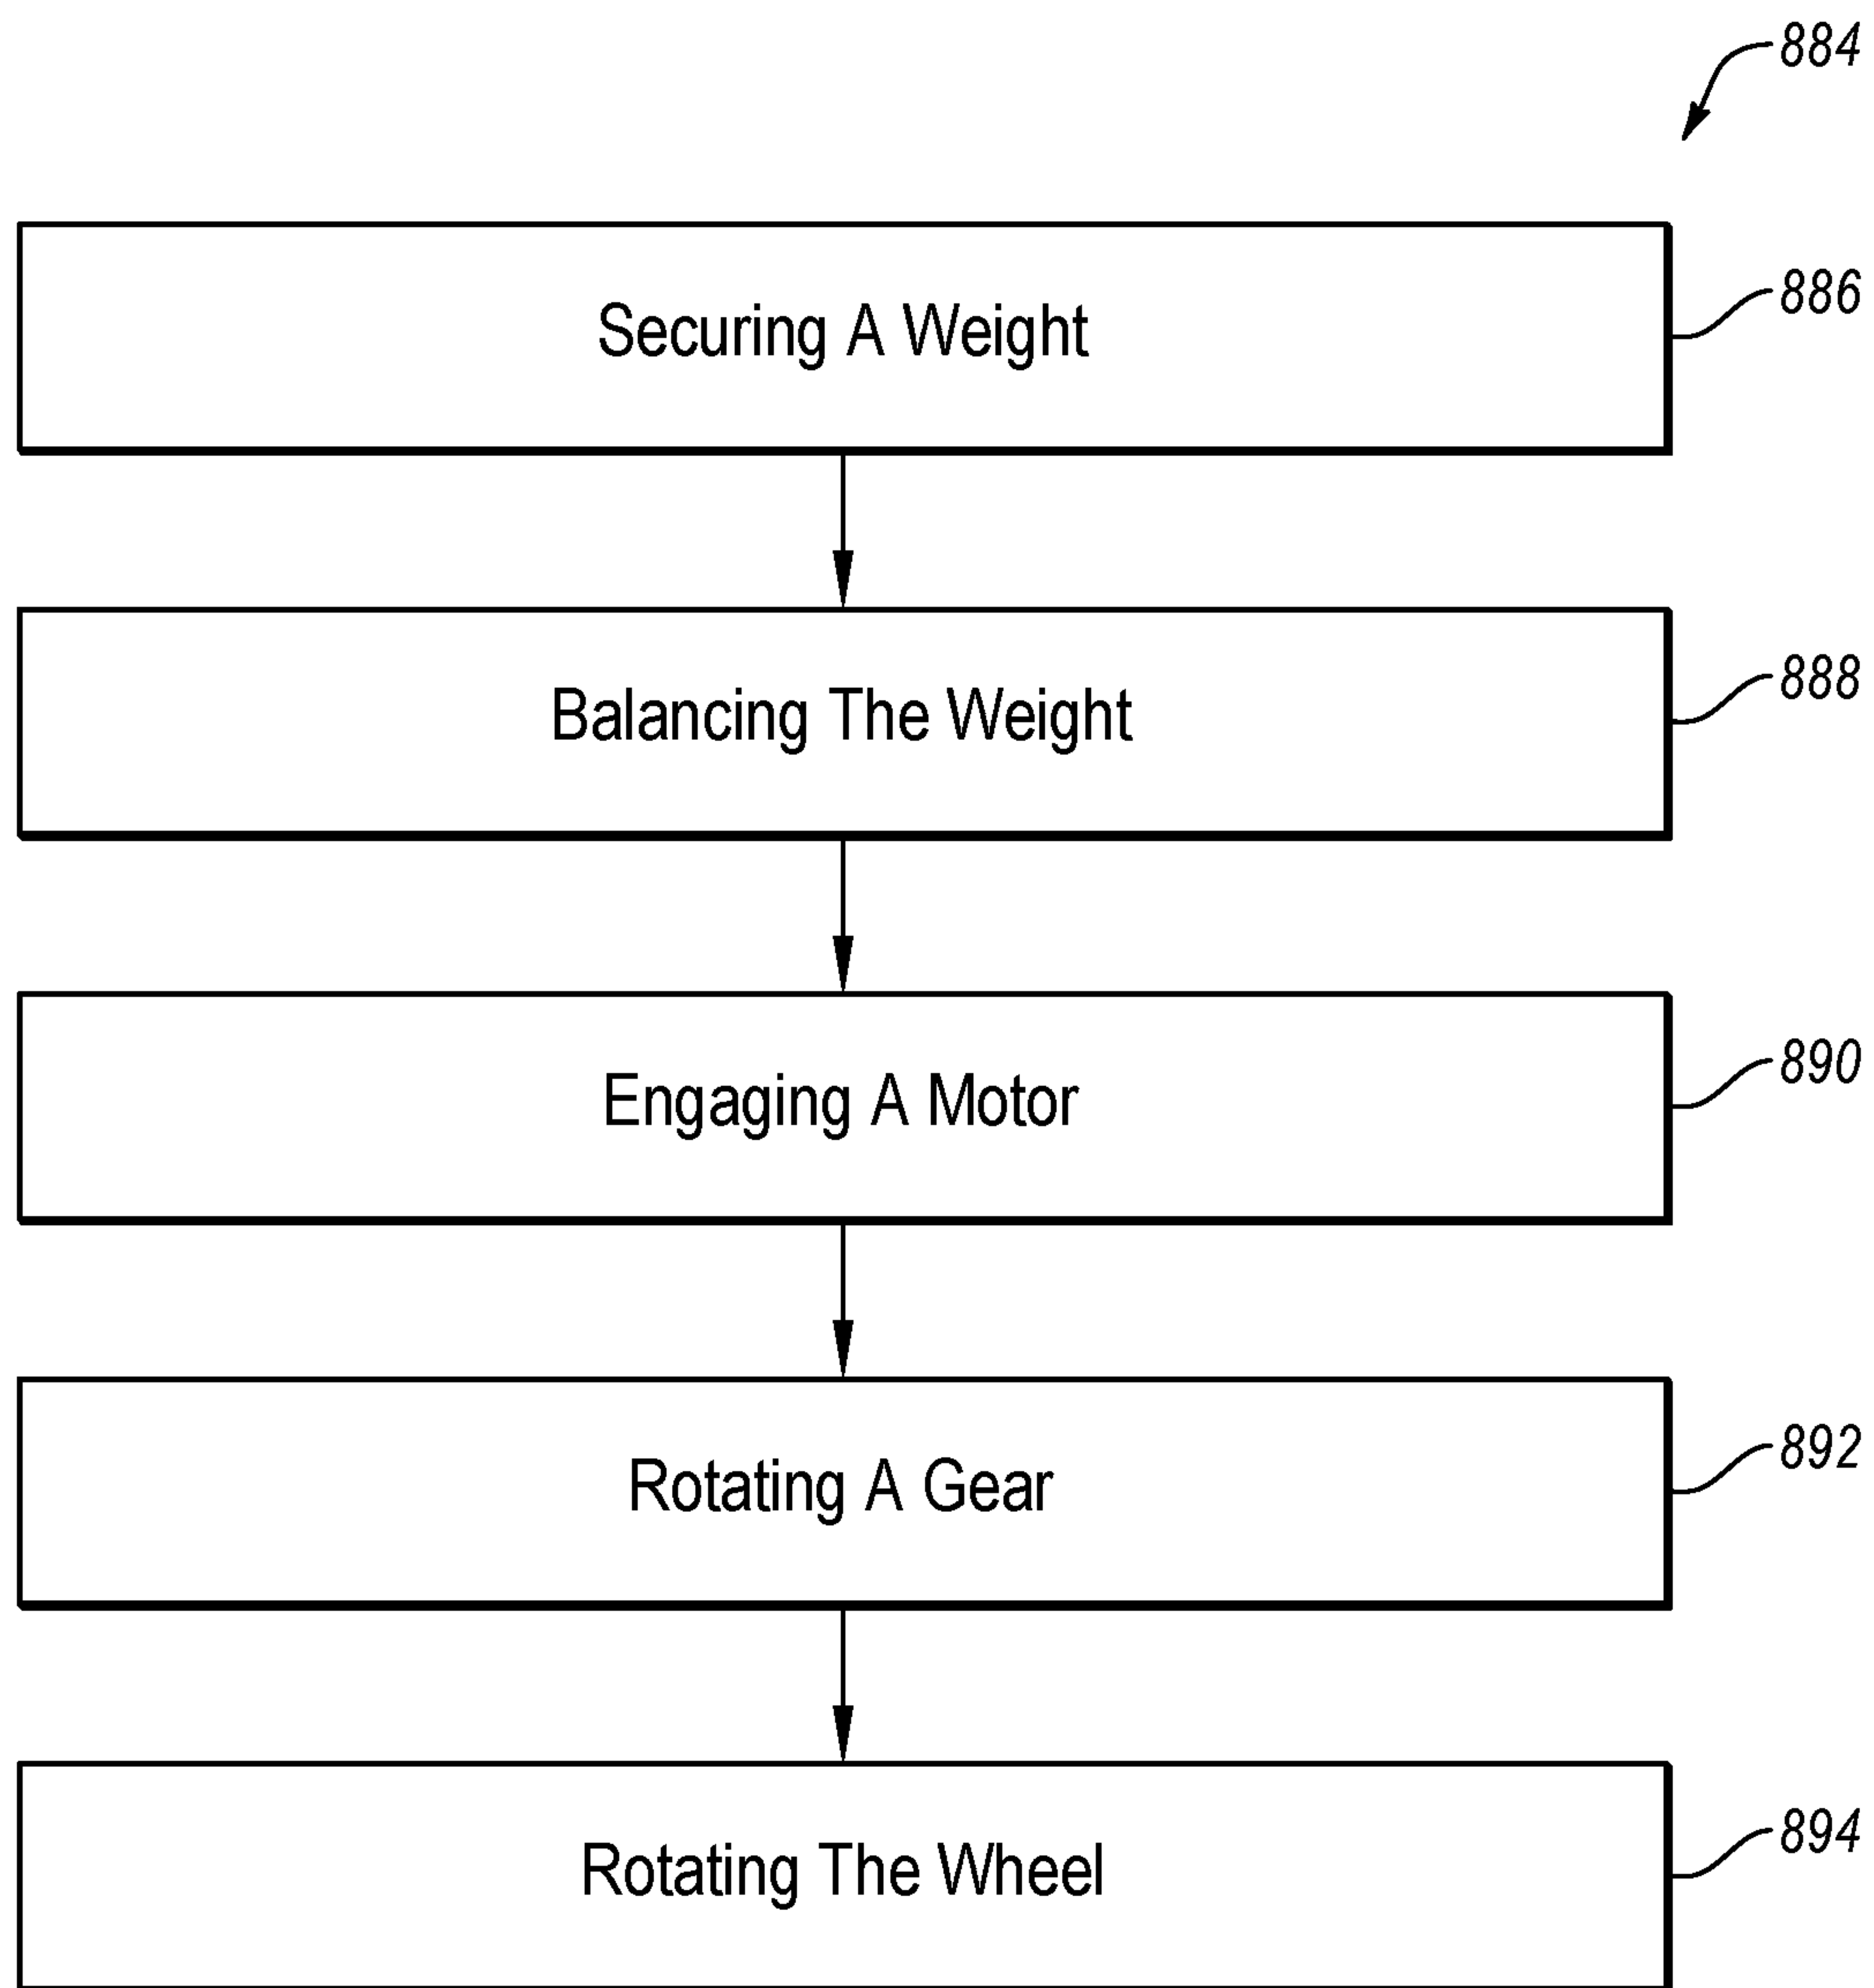 884
Securing A Weight
886
Balancing The Weight
888
Engaging A Motor
890
Rotating A Gear
892
Rotating The Wheel
894